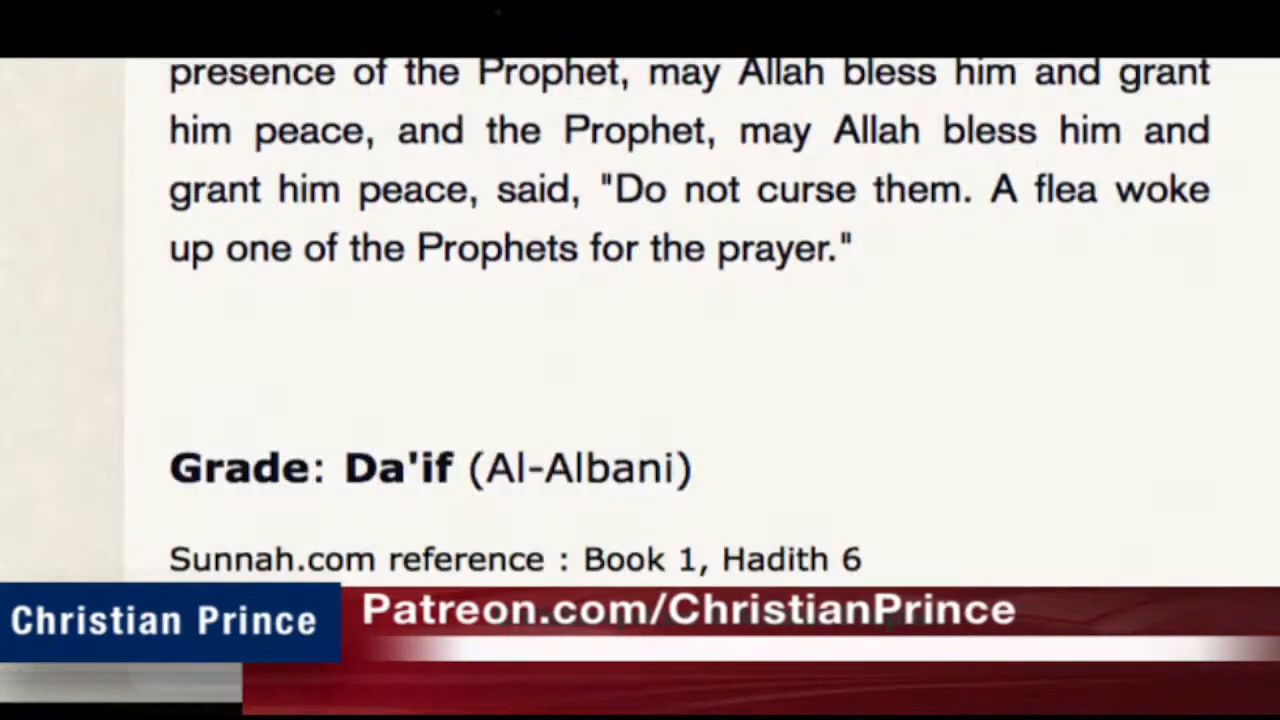 presence of the Prophet, may Allah bless him and grant
him peace, and the Prophet, may Allah bless him and
grant him peace, said, "Do not curse them. A flea woke
up one of the Prophets for the prayer."
Grade: Da'if (Al-Albani)
Sunnah.com reference : Book 1, Hadith 6
Christian Prince
Patreon.com/ChristianPrince